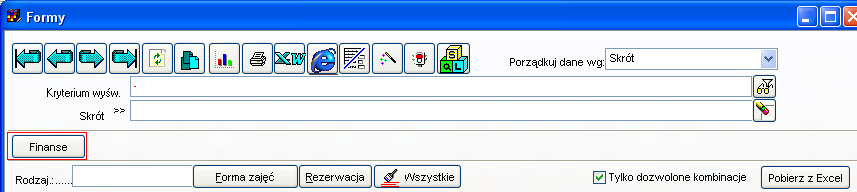 Formy
XW S Q L Porządkuj dane wg: Skrót
Kryterium wyśw. .
Skrót >>
Finanse
Rodzaj.:...... Forma zajęć Rezerwacja Wszystkie Tylko dozwolone kombinacje Pobierz z Excel